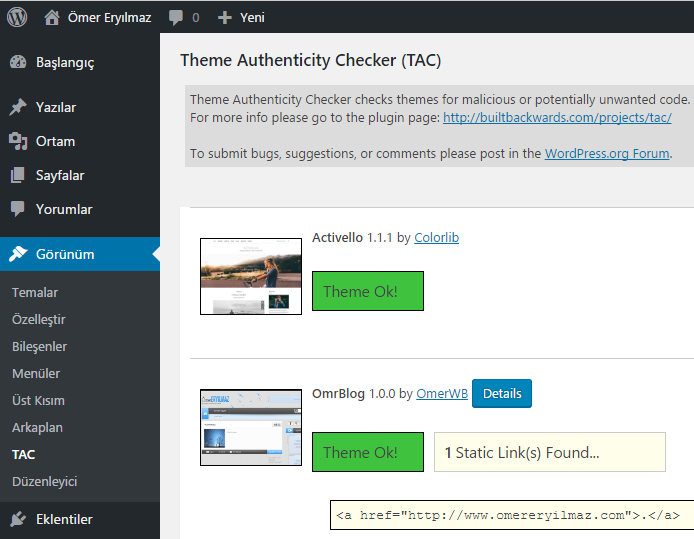 Ömer Eryılmaz 0 Yeni
Başlangıç
Yazılar
Ortam
Sayfalar
Yorumlar
Görünüm
Temalar
Özelleştir
Bileşenler
Menüler
Üst Kısım
Arkaplan
TAC
Düzenleyici
Eklentiler
Theme Authenticity Checker (TAC)
Theme Authenticity Checker checks themes for malicious or potentially unwanted code.
For more info please go to the plugin page: http://builtbackwards.com/projects/tac/
To submit bugs, suggestions, or comments please post in the WordPress.org Forum.
Activello 1.1.1 by Colorlib
Theme Ok!
OmrBlog 1.0.0 by OmerWB Details
Theme Ok! 1 Static Link(s) Found...
<a href="http://www.omereryilmaz.com">.</a>